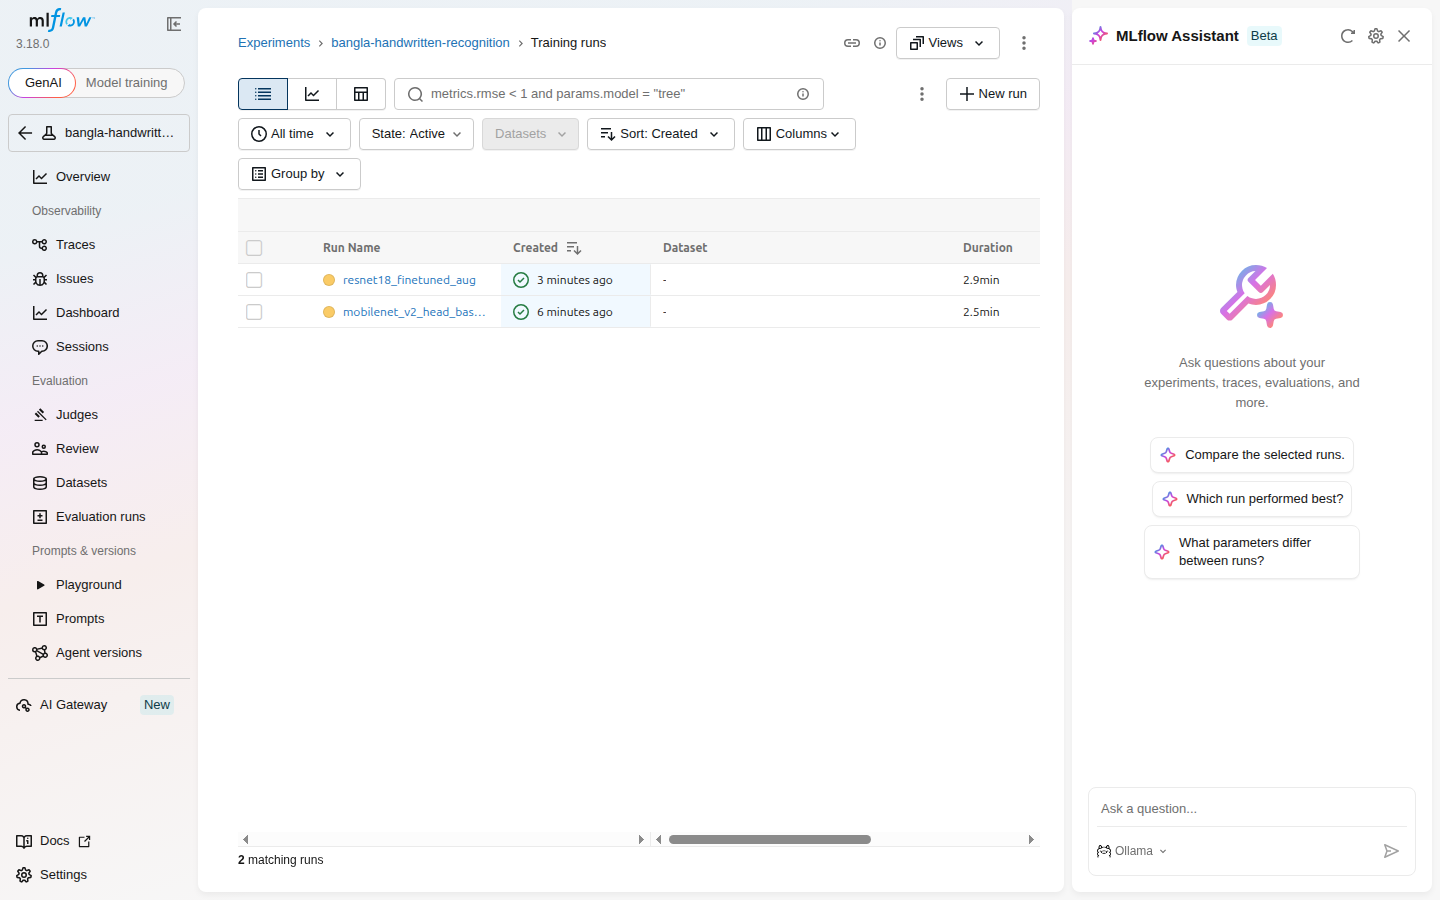 mlflow
3.18.0
GenAI
Model training
bangla-handwritt...
Overview
Observability
Traces
Issues
Dashboard
Sessions
Evaluation
Judges
Review
Datasets
Evaluation runs
Prompts & versions
Playground
Prompts
Agent versions
AI Gateway
New
Docs
Settings
Experiments > bangla-handwritten-recognition > Training runs
Views
metrics.rmse < 1 and params.model = "tree"
New run
All time
State: Active
Datasets
Sort: Created
Columns
Group by
Run Name
Created
Dataset
Duration
resnet18_finetuned_aug
3 minutes ago
-
2.9min
mobilenet_v2_head_bas...
6 minutes ago
-
2.5min
2 matching runs
MLflow Assistant
Beta
Ask questions about your
experiments, traces, evaluations, and
more.
Compare the selected runs.
Which run performed best?
What parameters differ
between runs?
Ask a question...
Ollama